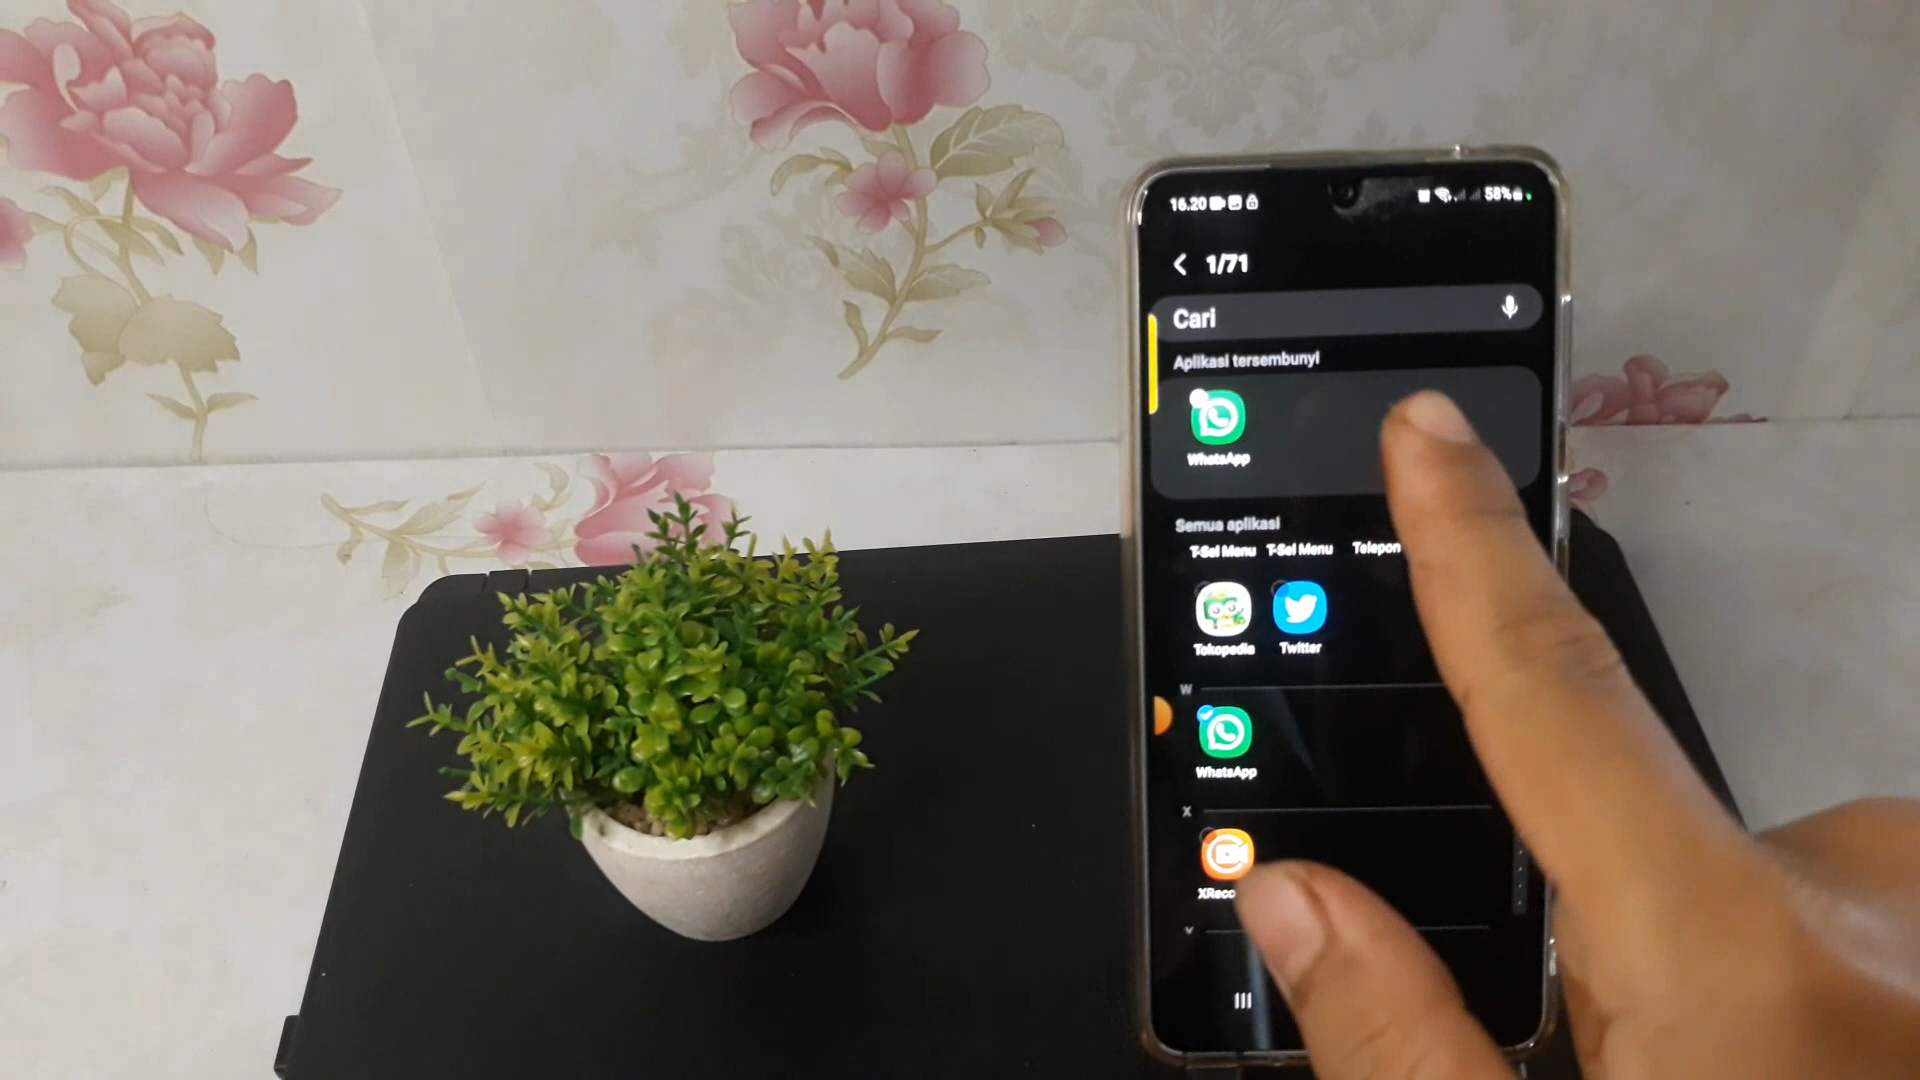 16.20 58%
1/71
Cari
Aplikasi tersembunyi
WhatsApp
Semua aplikasi
T-Sel Menu T-Sel Menu Telepon
Tokopedia Twitter
W
WhatsApp
X
XReco